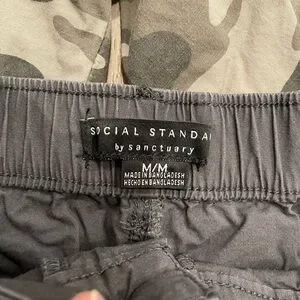 SOCIAL STANDA
by sanctuary
M/M
MADE IN BANGLADESH
HECHO EN BANGLADESH